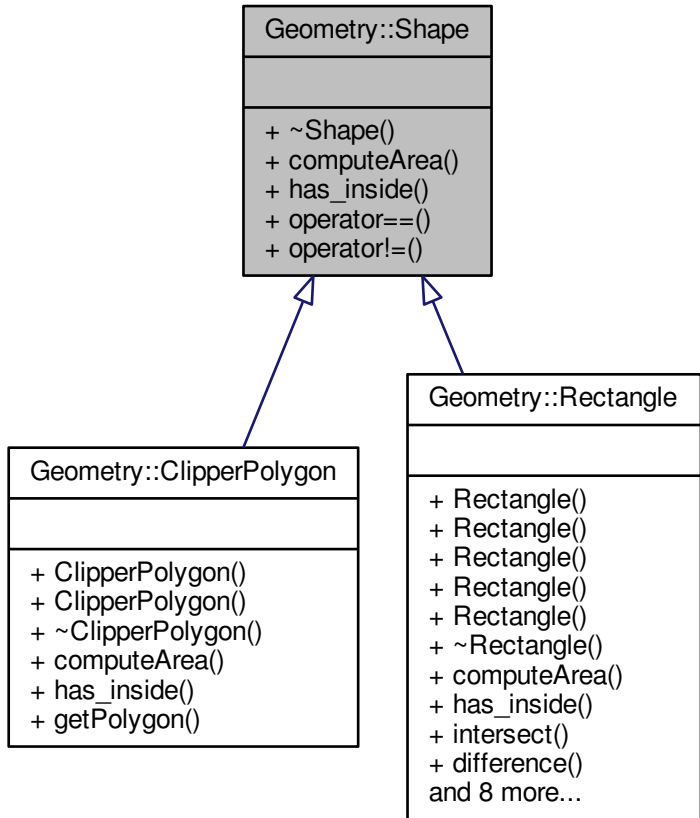 Geometry::Shape
+ ~Shape()
+ computeArea()
+ has_inside()
+ operator==()
+ operator!=()
Geometry::ClipperPolygon
+ ClipperPolygon()
+ ClipperPolygon()
+ ~ClipperPolygon()
+ computeArea()
+ has_inside()
+ getPolygon()
Geometry::Rectangle
+ Rectangle()
+ Rectangle()
+ Rectangle()
+ Rectangle()
+ Rectangle()
+ ~Rectangle()
+ computeArea()
+ has_inside()
+ intersect()
+ difference()
and 8 more...